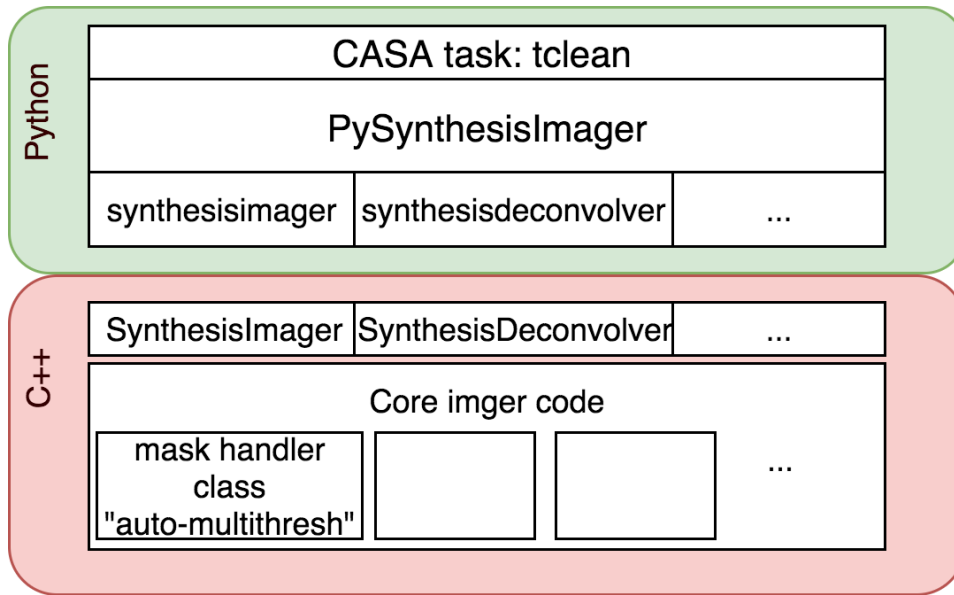 Python
CASA task: tclean
PySynthesisImager
synthesisimager
synthesisdeconvolver
...
C++
SynthesisImager
SynthesisDeconvolver
...
Core imger code
mask handler
class
"auto-multithresh"
...